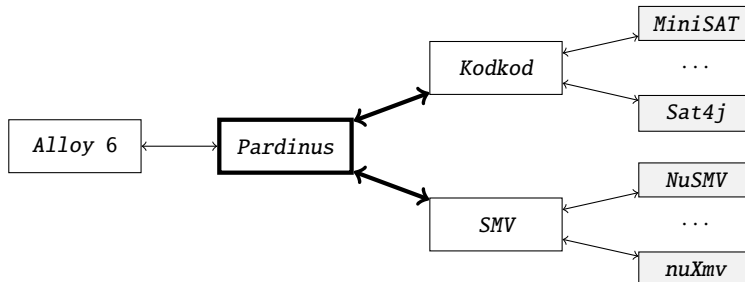 MiniSAT
Kodkod
...
Sat4j
Alloy 6
Pardinus
NuSMV
SMV
...
nuXmv